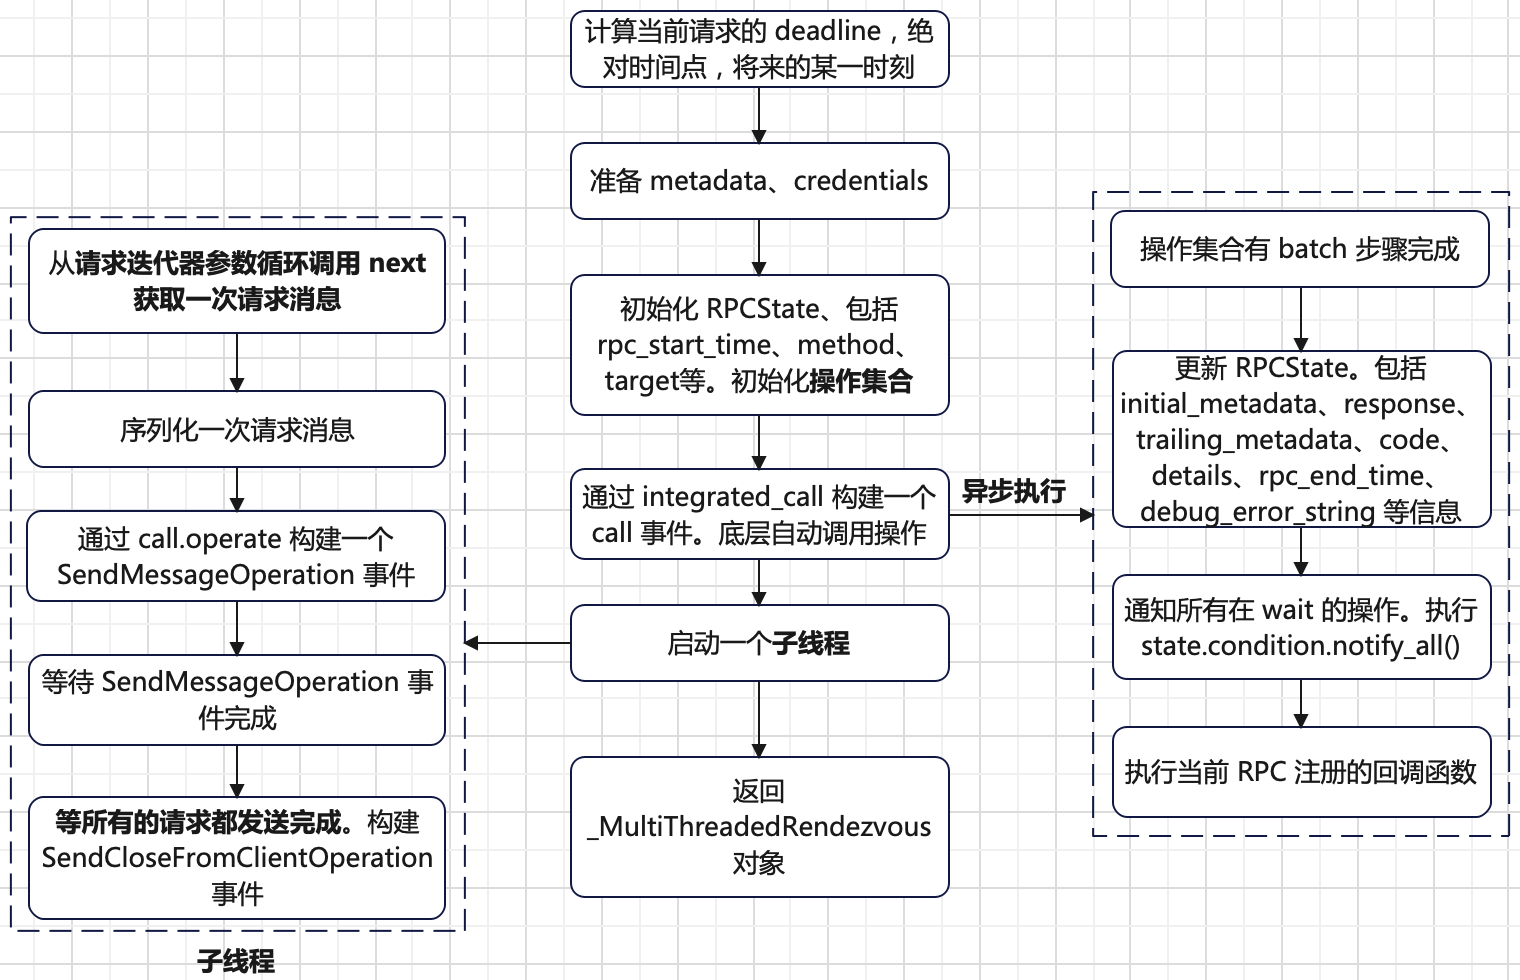 计算当前请求的 deadline，绝
对时间点，将来的某一时刻
准备 metadata、credentials
初始化 RPCState、包括
rpc_start_time、method、
target等。初始化操作集合
通过 integrated_call 构建一个
call 事件。底层自动调用操作
异步执行
启动一个子线程
返回
_MultiThreadedRendezvous
对象
从请求迭代器参数循环调用 next
获取一次请求消息
序列化一次请求消息
通过 call.operate 构建一个
SendMessageOperation 事件
等待 SendMessageOperation 事
件完成
等所有的请求都发送完成。构建
SendCloseFromClientOperation
事件
子线程
操作集合有 batch 步骤完成
更新 RPCState。包括
initial_metadata、response、
trailing_metadata、code、
details、rpc_end_time、
debug_error_string 等信息
通知所有在 wait 的操作。执行
state.condition.notify_all()
执行当前 RPC 注册的回调函数